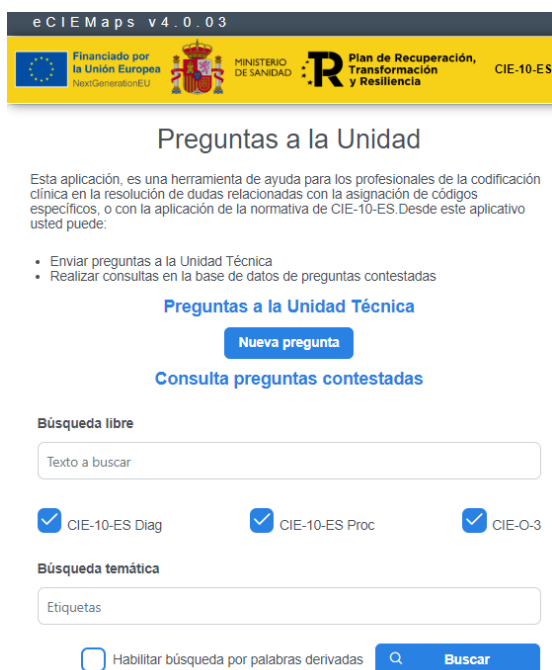 eCIEMaps v4.0.03
Financiado por
la Unión Europea
NextGenerationEU
MINISTERIO
DE SANIDAD
Plan de Recuperación,
Transformación
y Resiliencia
CIE-10-ES
Preguntas a la Unidad
Esta aplicación, es una herramienta de ayuda para los profesionales de la codificación
clínica en la resolución de dudas relacionadas con la asignación de códigos
específicos, o con la aplicación de la normativa de CIE-10-ES.Desde este aplicativo
usted puede:
• Enviar preguntas a la Unidad Técnica
• Realizar consultas en la base de datos de preguntas contestadas
Preguntas a la Unidad Técnica
Nueva pregunta
Consulta preguntas contestadas
Búsqueda libre
Texto a buscar
CIE-10-ES Diag CIE-10-ES Proc CIE-O-3
Búsqueda temática
Etiquetas
Habilitar búsqueda por palabras derivadas Buscar